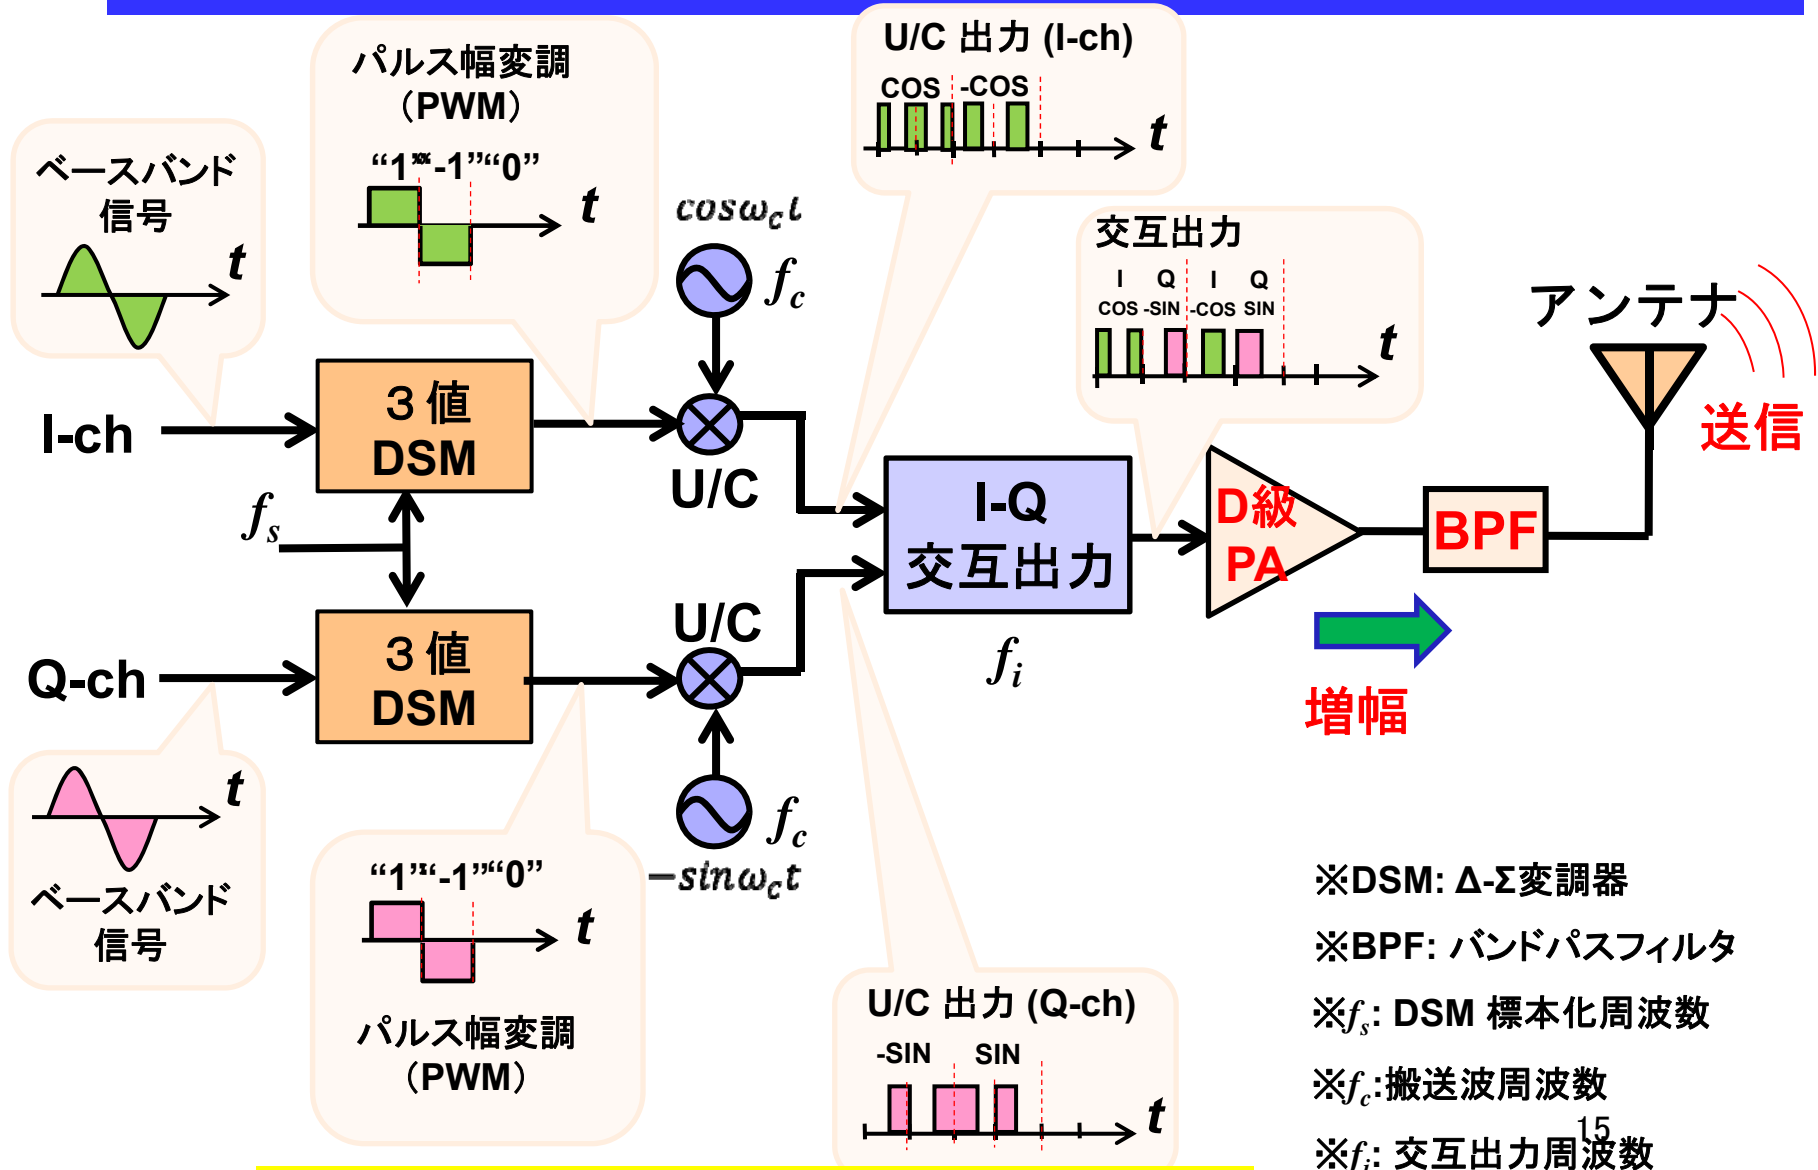 U/C 出力 (I-ch)
COS -COS
t
パルス幅変調
（PWM）
“1”“-1”“0”
t
ベースバンド
信号
t
cosω_c t
f_c
交互出力
I Q I Q
COS -SIN -COS SIN
t
アンテナ
送信
I-ch
３値
DSM
U/C
f_s
I-Q
交互出力
f_i
D級
PA
BPF
増幅
Q-ch
３値
DSM
U/C
f_c
-sinω_c t
t
ベースバンド
信号
“1”“-1”“0”
t
パルス幅変調
（PWM）
U/C 出力 (Q-ch)
-SIN SIN
t
※DSM: Δ-Σ変調器
※BPF: バンドパスフィルタ
※f_s: DSM 標本化周波数
※f_c:搬送波周波数
15
※f_i: 交互出力周波数